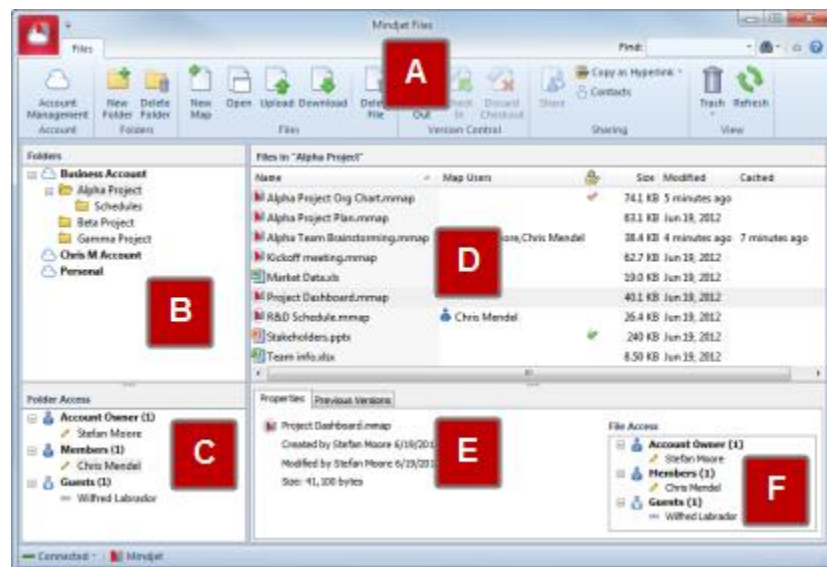 Mindjet Files
Files
Find:
A
Account Management
New Folder
Delete Folder
New Map
Open
Upload
Download
Delete File
Out
In
Discard Checkout
Share
Copy as Hyperlink
Contacts
Trash
Refresh
Account
Folders
Files
Version Control
Sharing
View
Folders
Business Account
Alpha Project
Schedules
Beta Project
Gamma Project
Chris M Account
Personal
B
Files in "Alpha Project"
Name Map Users Size Modified Cached
Alpha Project Org Chart.mmap 74.1 KB 5 minutes ago
Alpha Project Plan.mmap 63.1 KB Jun 19, 2012
Alpha Team Brainstorming.mmap Chris Mendel 38.4 KB 4 minutes ago 7 minutes ago
Kickoff meeting.mmap 62.7 KB Jun 19, 2012
Market Data.xls 19.0 KB Jun 19, 2012
Project Dashboard.mmap 40.1 KB Jun 19, 2012
R&D Schedule.mmap Chris Mendel 26.4 KB Jun 19, 2012
Stakeholders.pptx 240 KB Jun 19, 2012
Team info.xlsx 8.50 KB Jun 19, 2012
D
Folder Access
Account Owner (1)
Stefan Moore
Members (1)
Chris Mendel
Guests (1)
Wilfred Labrador
C
Properties
Previous Versions
Project Dashboard.mmap
Created by Stefan Moore 6/19/201
Modified by Stefan Moore 6/19/201
Size: 41,100 bytes
E
File Access
Account Owner (1)
Stefan Moore
Members (1)
Chris Mendel
Guests (1)
Wilfred Labrador
F
Connected
Mindjet